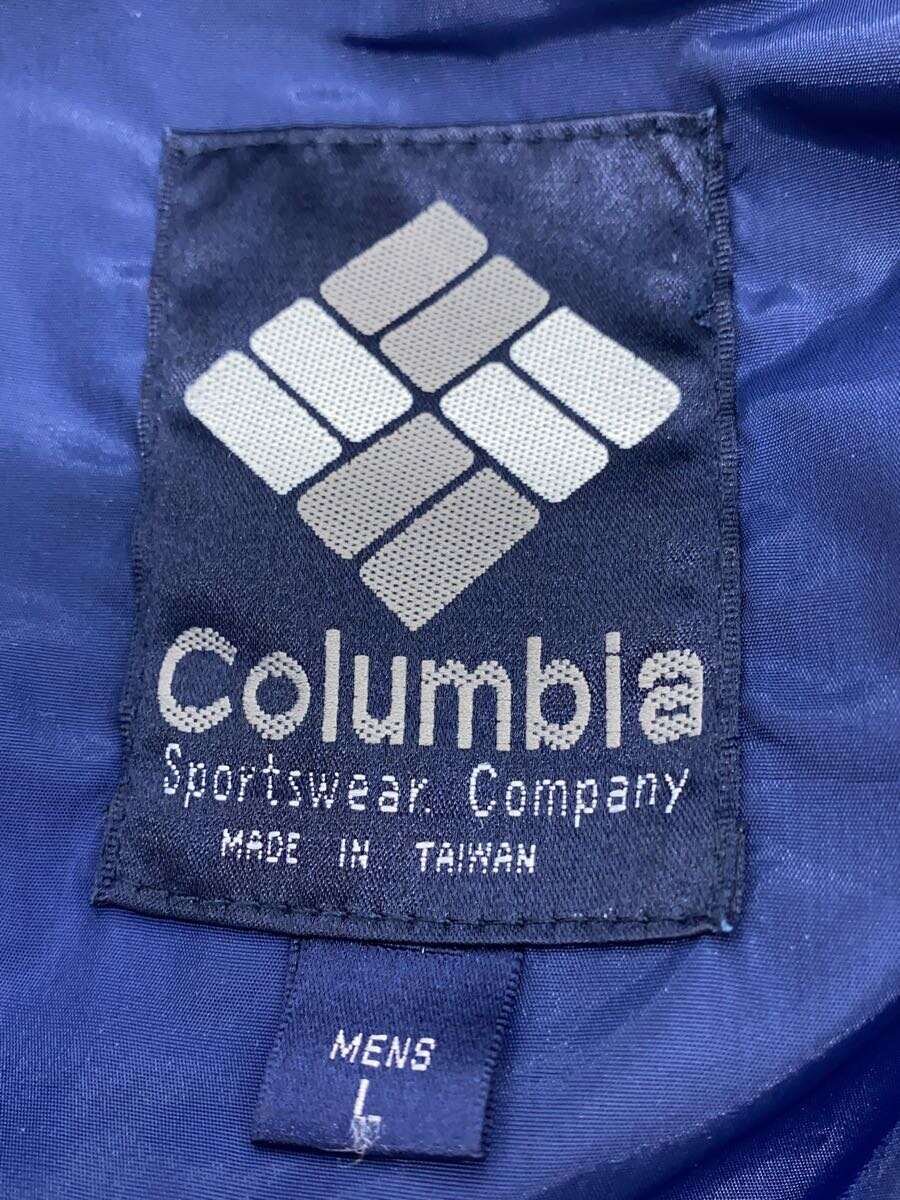 Columbia
Sportswear Company
MADE IN TAIWAN
MENS
L